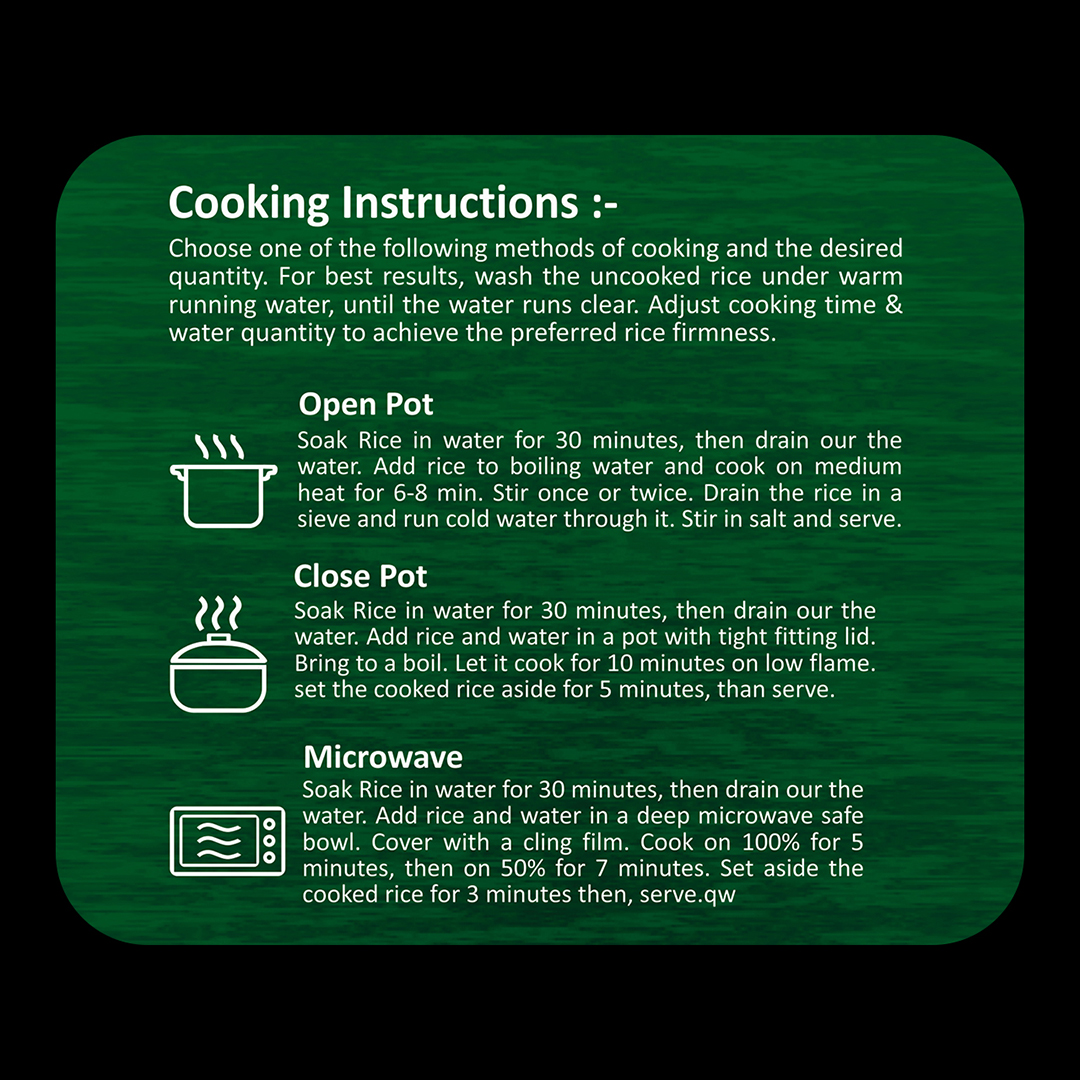 Cooking Instructions :-
Choose one of the following methods of cooking and the desired
quantity. For best results, wash the uncooked rice under warm
running water, until the water runs clear. Adjust cooking time &
water quantity to achieve the preferred rice firmness.
Open Pot
Soak Rice in water for 30 minutes, then drain our the
water. Add rice to boiling water and cook on medium
heat for 6-8 min. Stir once or twice. Drain the rice in a
sieve and run cold water through it. Stir in salt and serve.
Close Pot
Soak Rice in water for 30 minutes, then drain our the
water. Add rice and water in a pot with tight fitting lid.
Bring to a boil. Let it cook for 10 minutes on low flame.
set the cooked rice aside for 5 minutes, than serve.
Microwave
Soak Rice in water for 30 minutes, then drain our the
water. Add rice and water in a deep microwave safe
bowl. Cover with a cling film. Cook on 100% for 5
minutes, then on 50% for 7 minutes. Set aside the
cooked rice for 3 minutes then, serve.qw